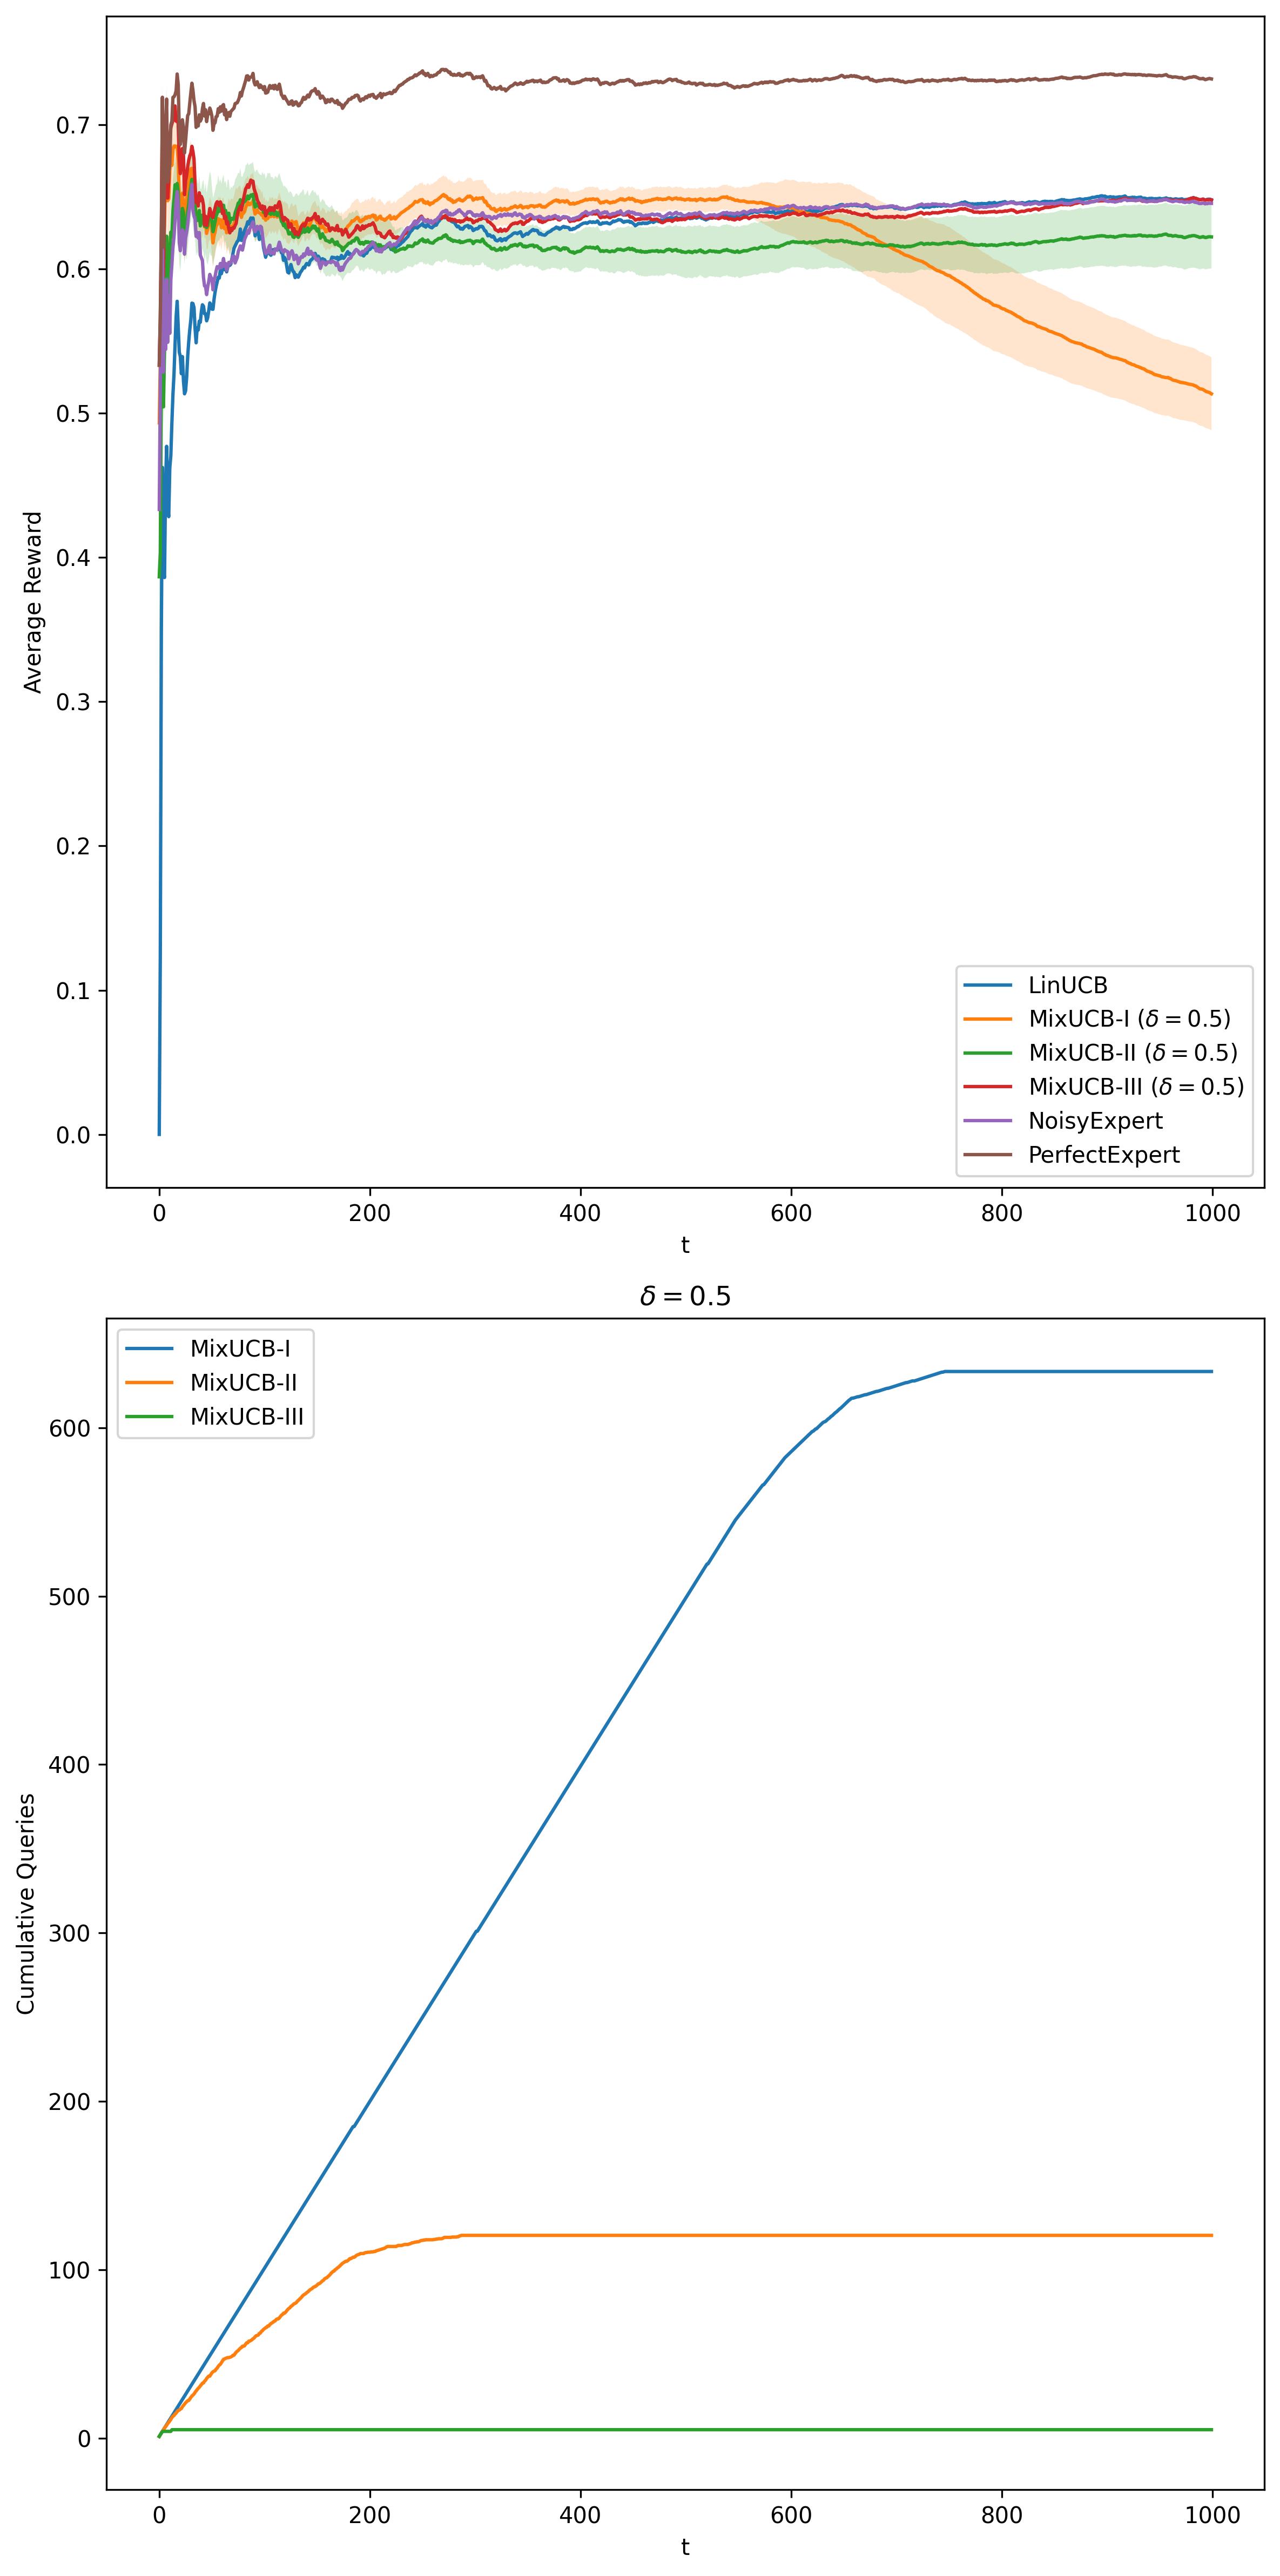 0.7
0.6
0.5
0.4
0.3
0.2
0.1
0.0
Average Reward
LinUCB
MixUCB-I (δ = 0.5)
MixUCB-II (δ = 0.5)
MixUCB-III (δ = 0.5)
NoisyExpert
PerfectExpert
0 200 400 600 800 1000
t
δ = 0.5
MixUCB-I
MixUCB-II
MixUCB-III
600
500
400
300
200
100
0
Cumulative Queries
0 200 400 600 800 1000
t